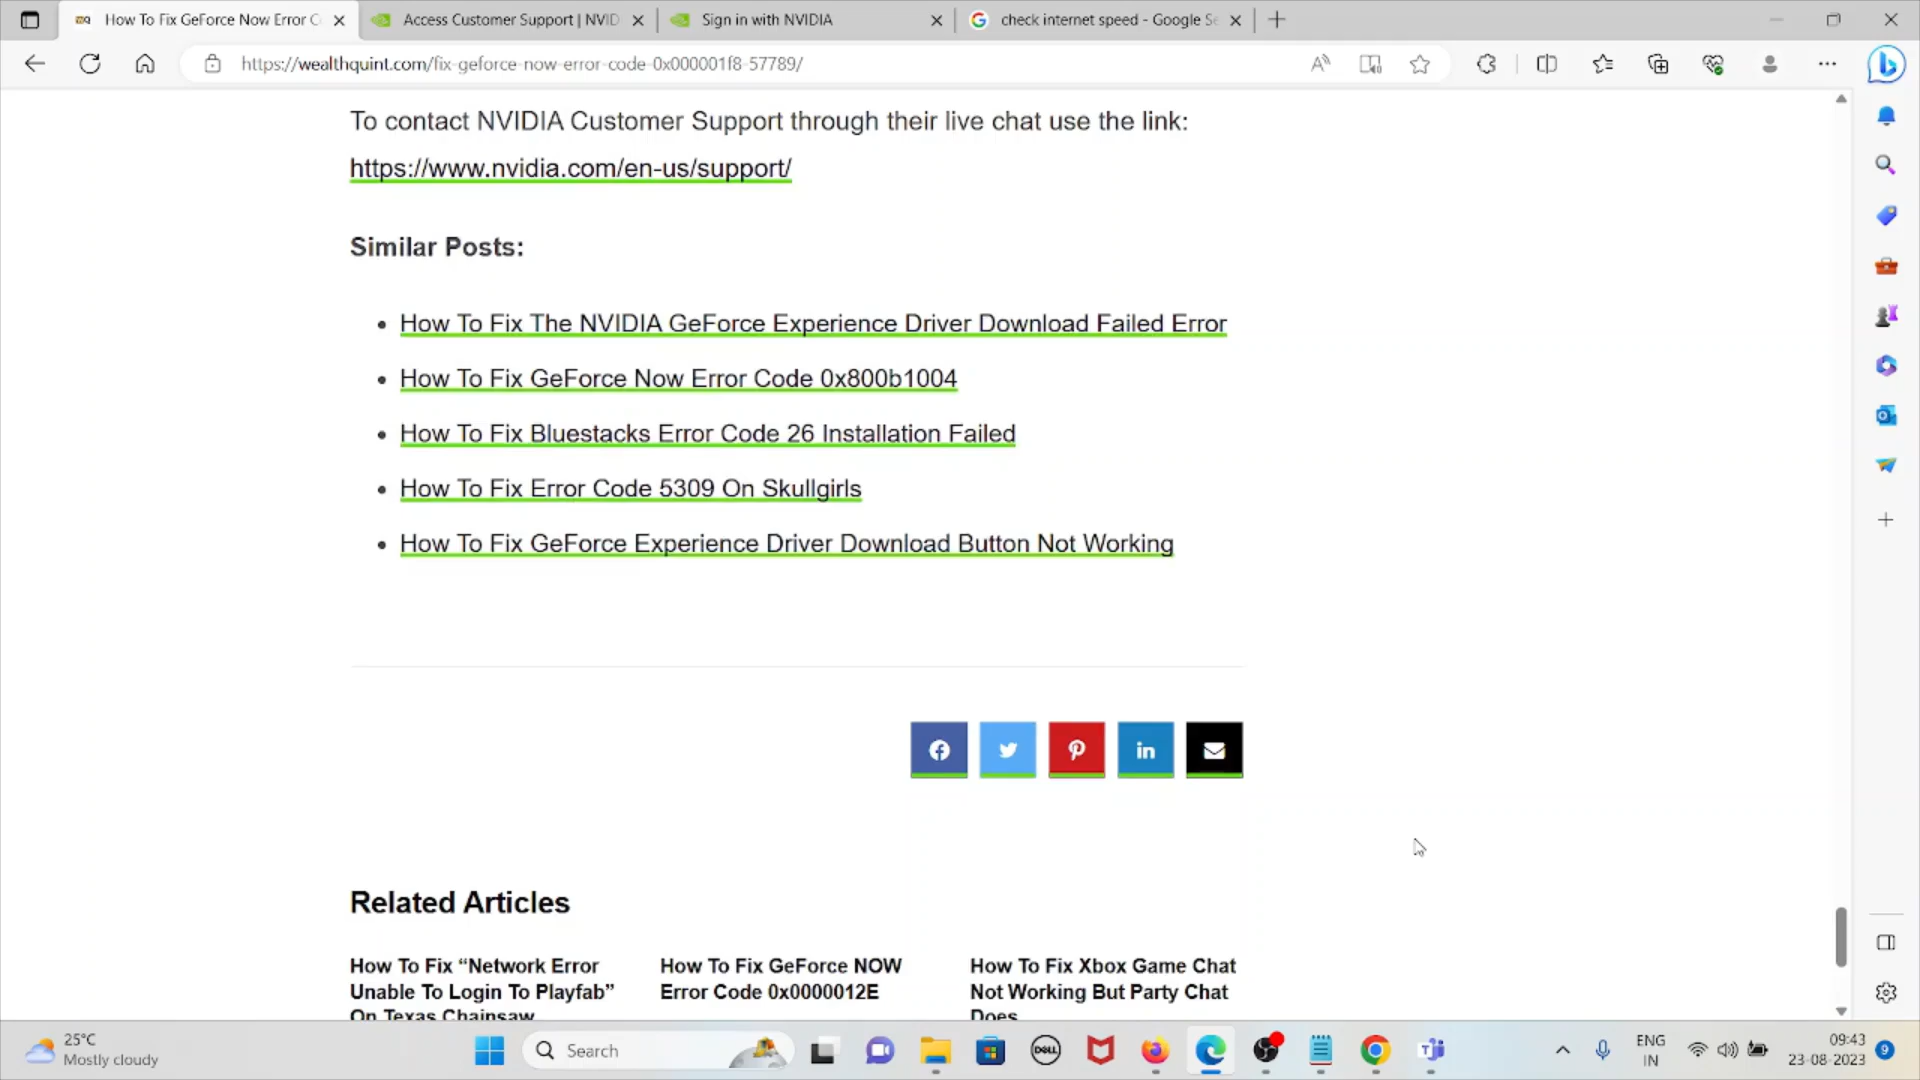 How To Fix GeForce Now Error C
Access Customer Support | NVID
Sign in with NVIDIA
check internet speed - Google Se
https://wealthquint.com/fix-geforce-now-error-code-0x000001f8-57789/
To contact NVIDIA Customer Support through their live chat use the link:
https://www.nvidia.com/en-us/support/
Similar Posts:
How To Fix The NVIDIA GeForce Experience Driver Download Failed Error
How To Fix GeForce Now Error Code 0x800b1004
How To Fix Bluestacks Error Code 26 Installation Failed
How To Fix Error Code 5309 On Skullgirls
How To Fix GeForce Experience Driver Download Button Not Working
Related Articles
How To Fix “Network Error
Unable To Login To Playfab”
On Texas Chainsaw
How To Fix GeForce NOW
Error Code 0x0000012E
How To Fix Xbox Game Chat
Not Working But Party Chat
Does
25°C
Mostly cloudy
Search
DELL
ENG
IN
09:43
23-08-2023
9